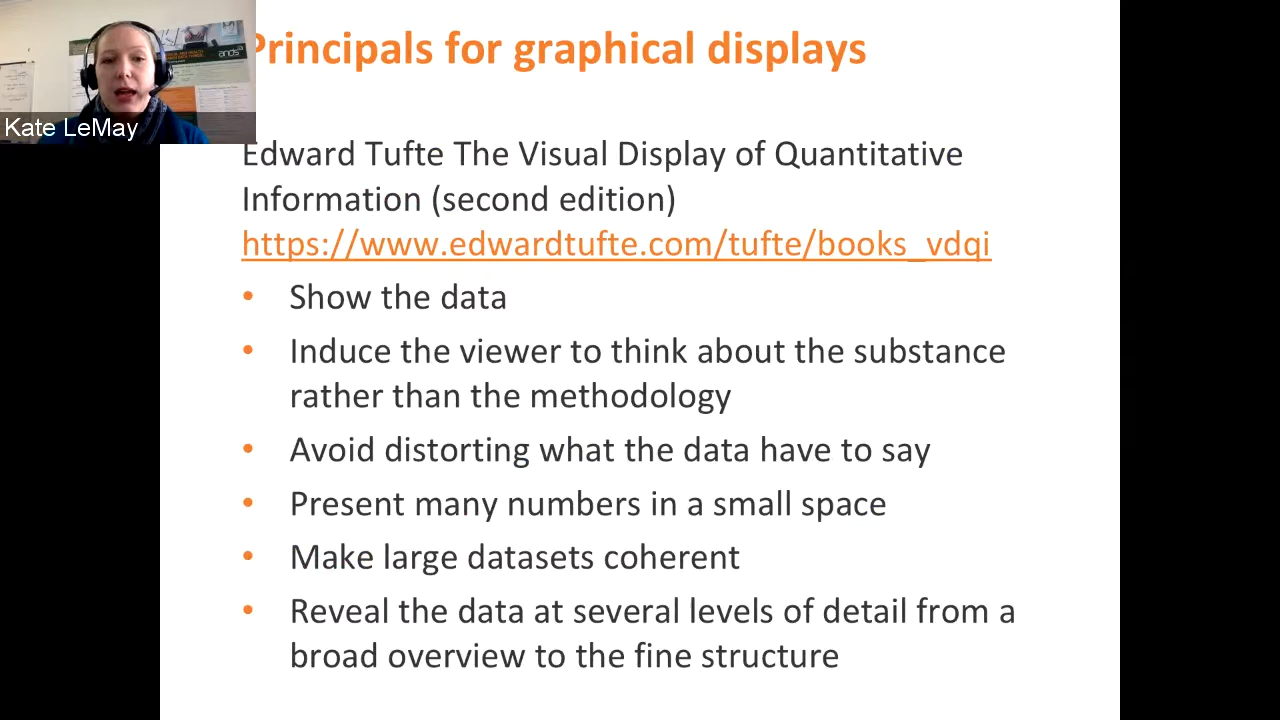 Principals for graphical displays
ands
Kate LeMay
Edward Tufte The Visual Display of Quantitative
Information (second edition)
https://www.edwardtufte.com/tufte/books_vdqi
• Show the data
• Induce the viewer to think about the substance
rather than the methodology
• Avoid distorting what the data have to say
• Present many numbers in a small space
• Make large datasets coherent
• Reveal the data at several levels of detail from a
broad overview to the fine structure